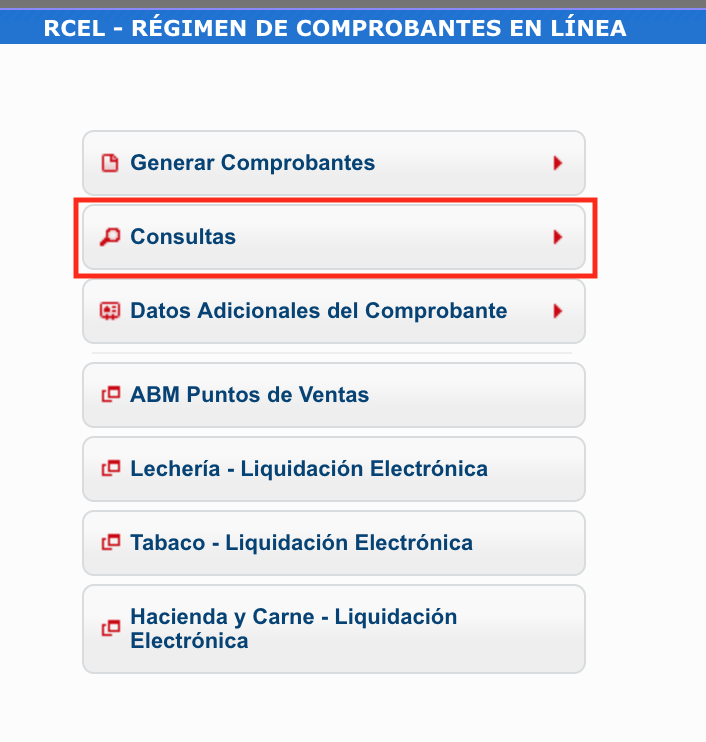 RCEL - RÉGIMEN DE COMPROBANTES EN LÍNEA
Generar Comprobantes
Consultas
Datos Adicionales del Comprobante
ABM Puntos de Ventas
Lechería - Liquidación Electrónica
Tabaco - Liquidación Electrónica
Hacienda y Carne - Liquidación
Electrónica